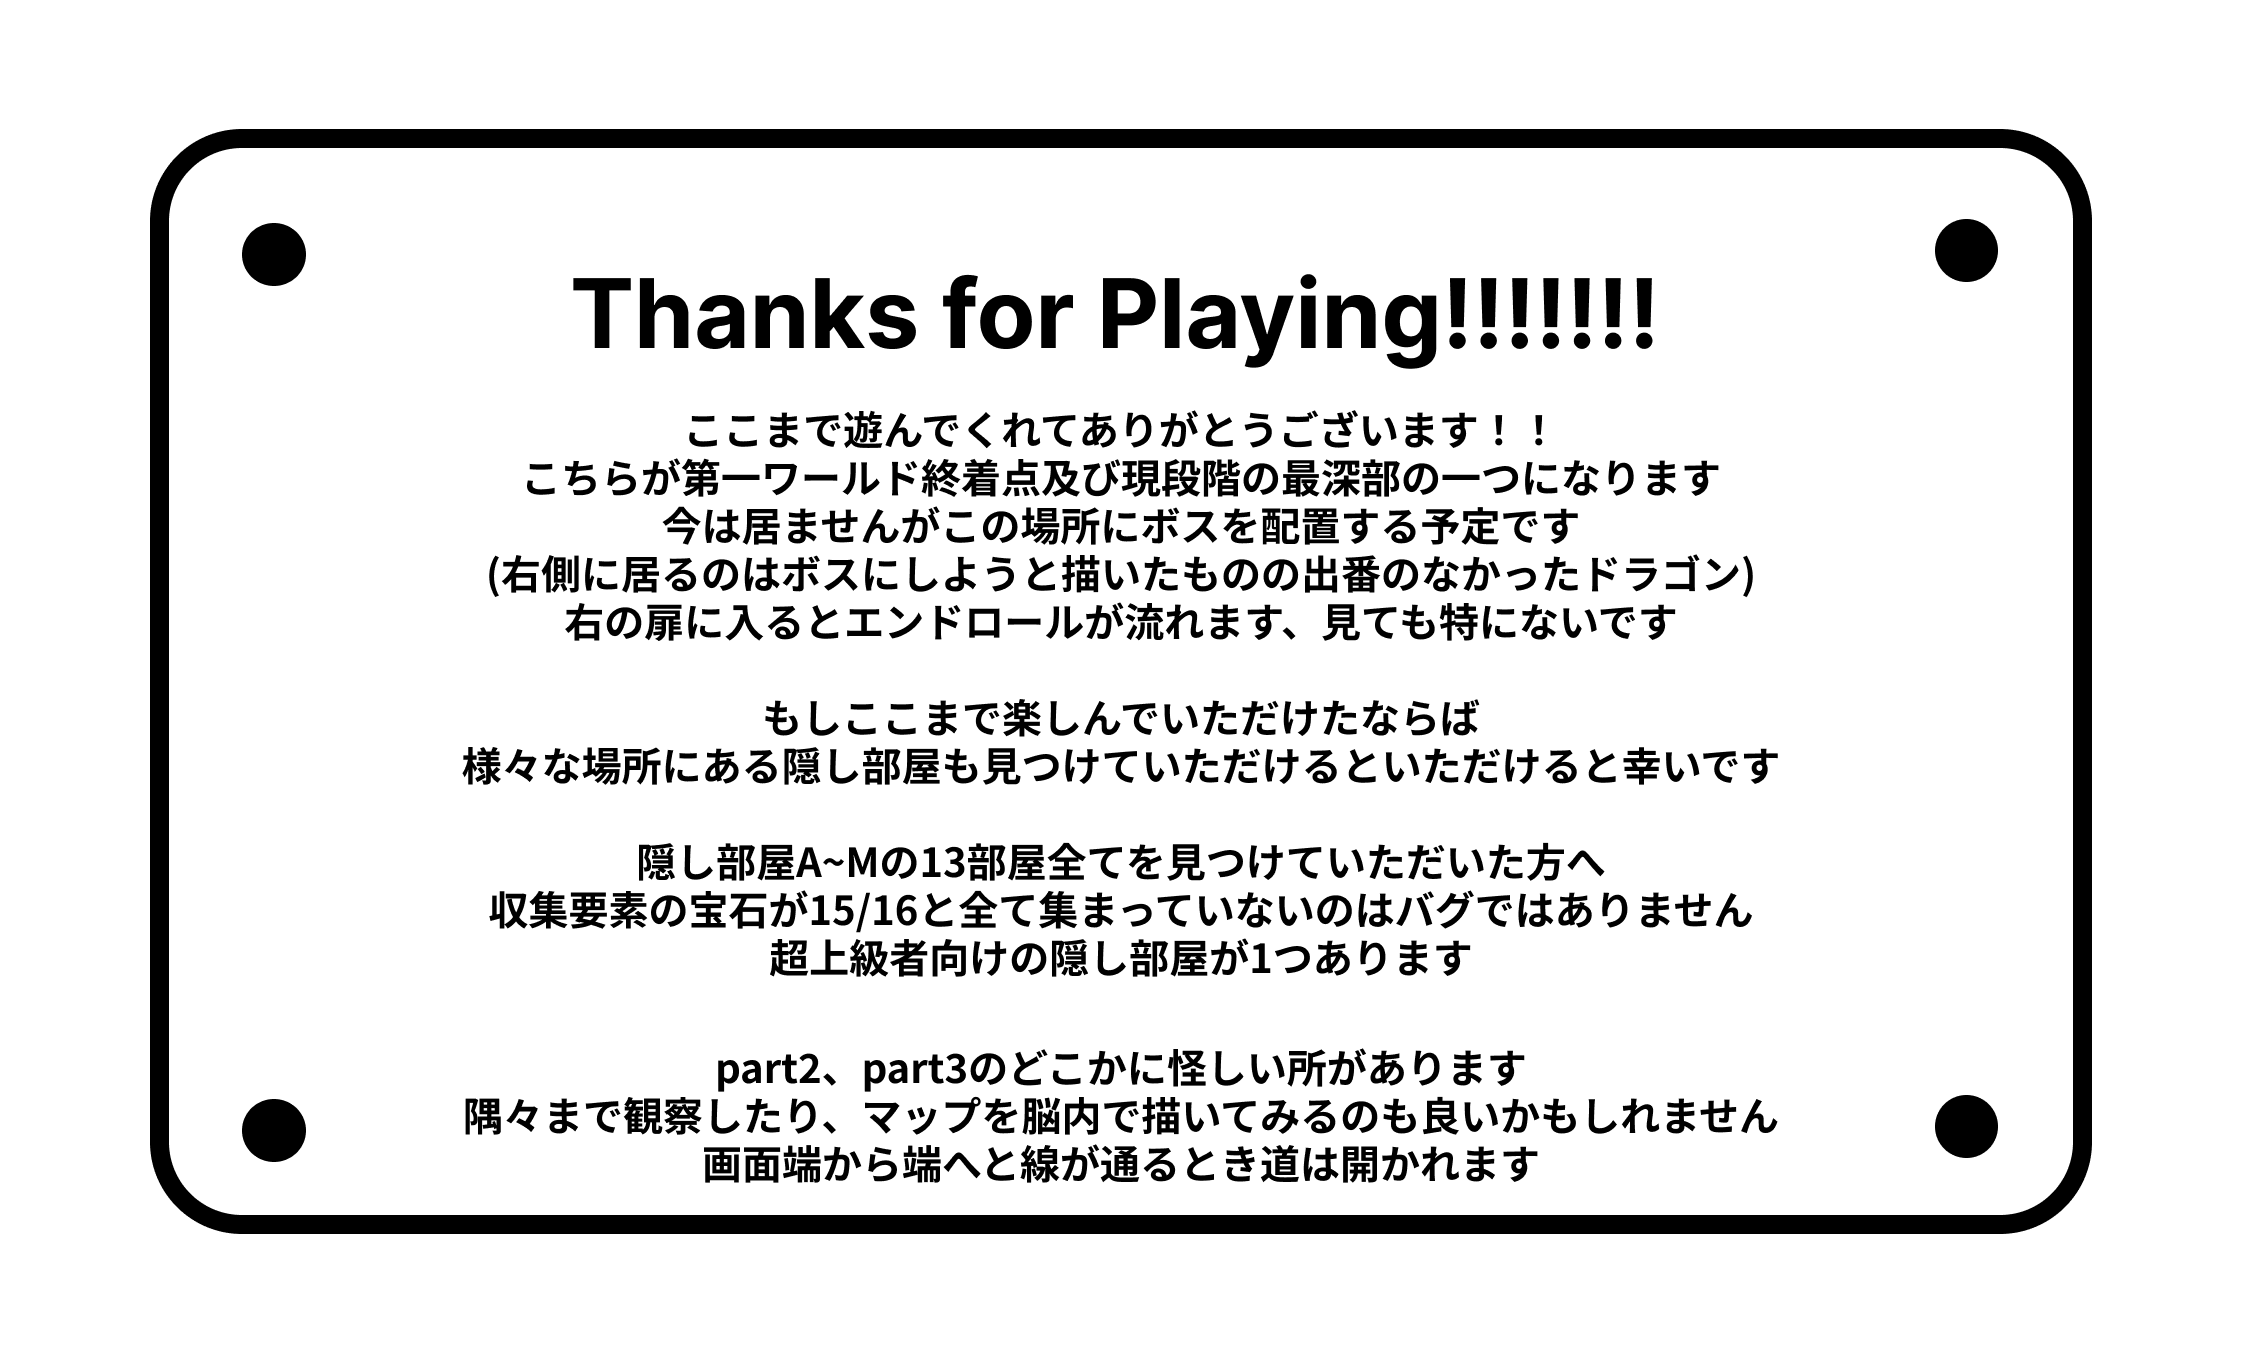 Thanks for Playing!!!!!!!
ここまで遊んでくれてありがとうございます！！
こちらが第一ワールド終着点及び現段階の最深部の一つになります
今は居ませんがこの場所にボスを配置する予定です
(右側に居るのはボスにしようと描いたものの出番のなかったドラゴン)
右の扉に入るとエンドロールが流れます、見ても特にないです
もしここまで楽しんでいただけたならば
様々な場所にある隠し部屋も見つけていただけるといただけると幸いです
隠し部屋A~Mの13部屋全てを見つけていただいた方へ
収集要素の宝石が15/16と全て集まっていないのはバグではありません
超上級者向けの隠し部屋が1つあります
part2、part3のどこかに怪しい所があります
隅々まで観察したり、マップを脳内で描いてみるのも良いかもしれません
画面端から端へと線が通るとき道は開かれます